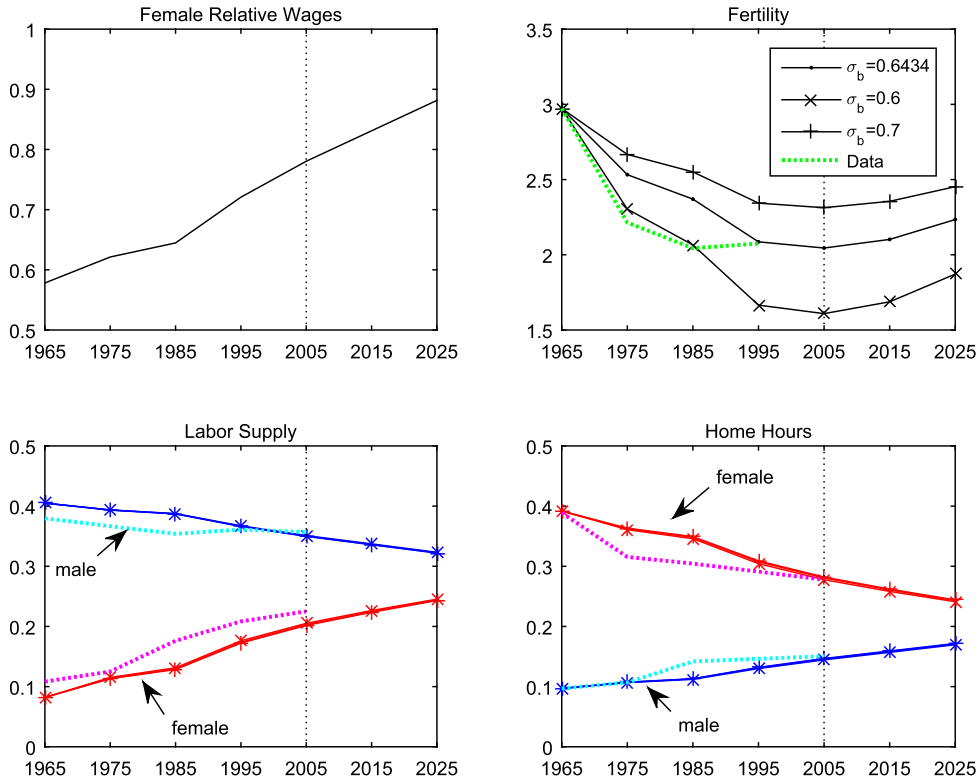 Female Relative Wages
1
0.9
0.8
0.7
0.6
0.5
1965 1975 1985 1995 2005 2015 2025
Fertility
3.5
3
2.5
2
1.5
σb=0.6434
σb=0.6
σb=0.7
Data
1965 1975 1985 1995 2005 2015 2025
Labor Supply
0.5
0.4
0.3
0.2
0.1
0
male
female
1965 1975 1985 1995 2005 2015 2025
Home Hours
0.5
0.4
0.3
0.2
0.1
0
female
male
1965 1975 1985 1995 2005 2015 2025